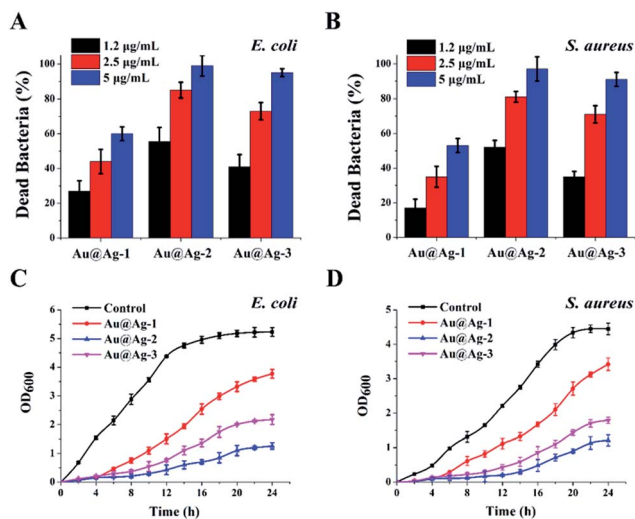 A
E. coli
1.2 μg/mL
2.5 μg/mL
5 μg/mL
Dead Bacteria (%)
100
80
60
40
20
0
Au@Ag-1 Au@Ag-2 Au@Ag-3
B
S. aureus
1.2 μg/mL
2.5 μg/mL
5 μg/mL
Dead Bacteria (%)
100
80
60
40
20
0
Au@Ag-1 Au@Ag-2 Au@Ag-3
C
E. coli
Control
Au@Ag-1
Au@Ag-2
Au@Ag-3
OD600
7
6
5
4
3
2
1
0
0 4 8 12 16 20 24
Time (h)
D
S. aureus
Control
Au@Ag-1
Au@Ag-2
Au@Ag-3
OD600
5
4
3
2
1
0
0 4 8 12 16 20 24
Time (h)